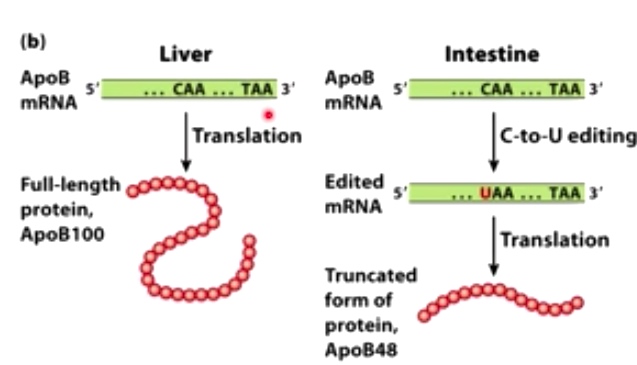 (b)
Liver
ApoB
mRNA
5′ ... CAA ... TAA 3′
Translation
Full-length
protein,
ApoB100
Intestine
ApoB
mRNA
5′ ... CAA ... TAA 3′
C-to-U editing
Edited
mRNA
5′ ... UAA ... TAA 3′
Translation
Truncated
form of
protein,
ApoB48